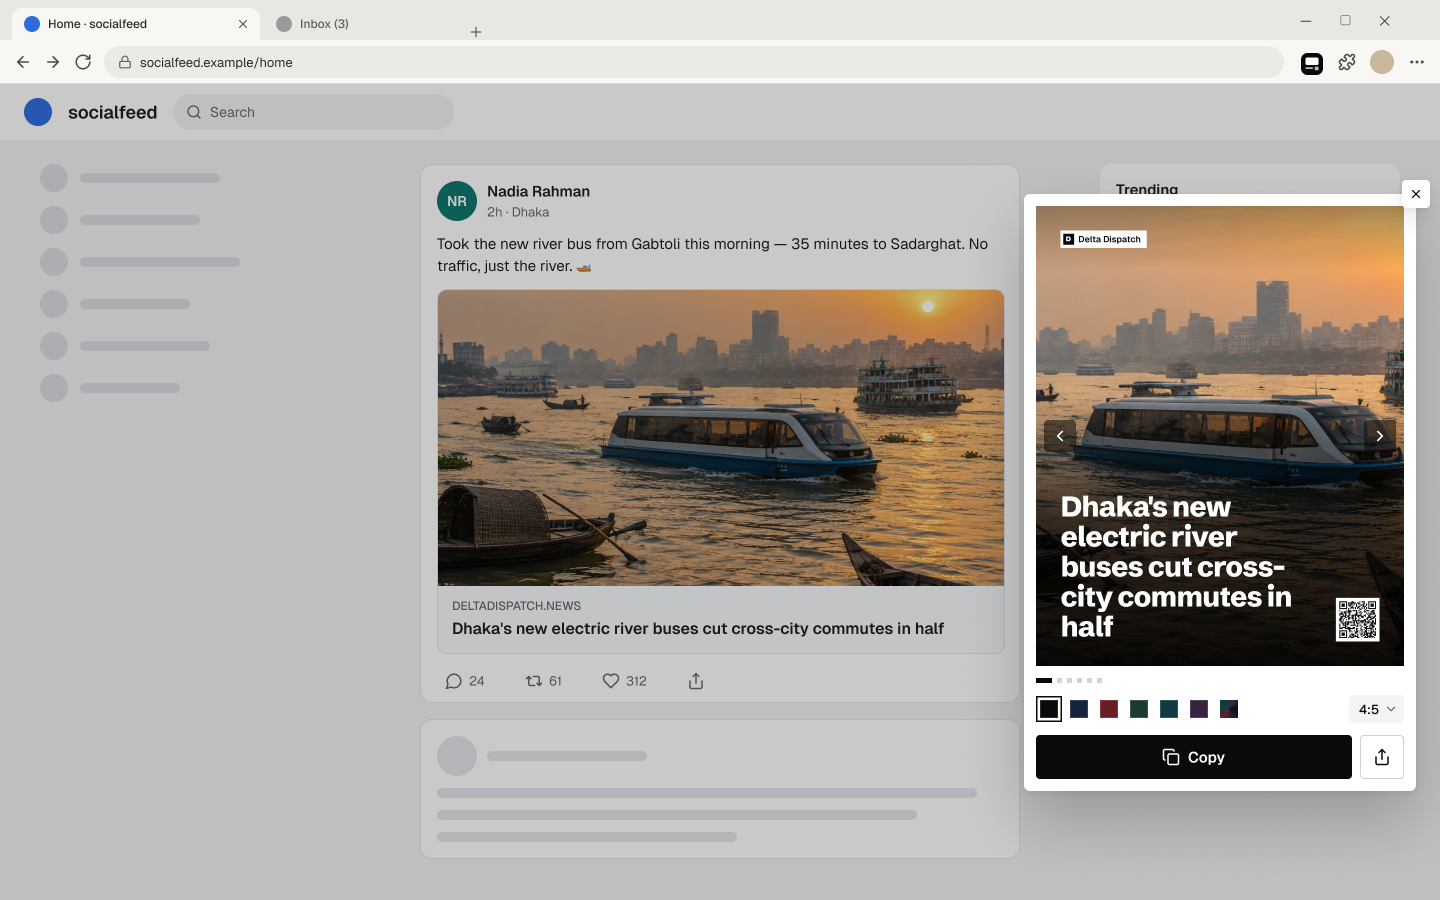 Home · socialfeed
Inbox (3)
socialfeed.example/home
socialfeed
Search
NR
Nadia Rahman
2h · Dhaka
Took the new river bus from Gabtoli this morning — 35 minutes to Sadarghat. No
traffic, just the river. 🚤
DELTADISPATCH.NEWS
Dhaka's new electric river buses cut cross-city commutes in half
24
61
312
Trending
D Delta Dispatch
Dhaka's new
electric river
buses cut cross-
city commutes in
half
4:5
Copy